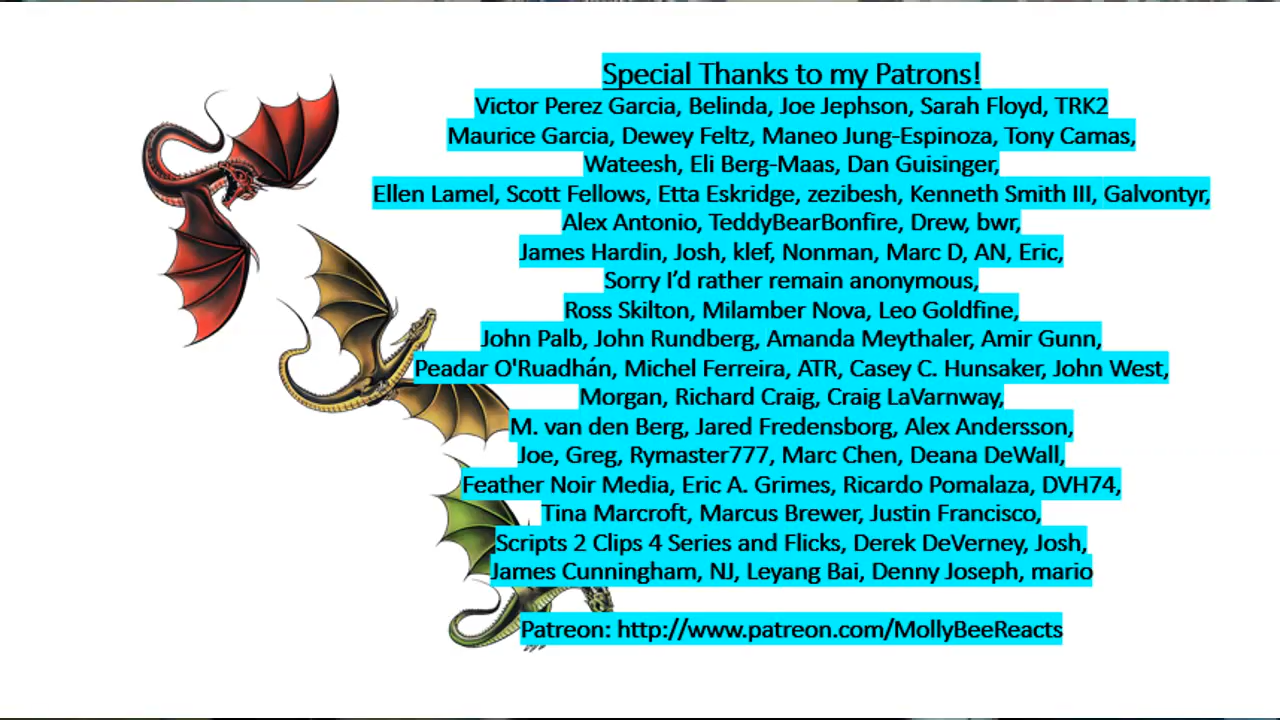 Special Thanks to my Patrons!
Victor Perez Garcia, Belinda, Joe Jephson, Sarah Floyd, TRK2
Maurice Garcia, Dewey Feltz, Maneo Jung-Espinoza, Tony Camas,
Wateesh, Eli Berg-Maas, Dan Guisinger,
Ellen Lamel, Scott Fellows, Etta Eskridge, zezibesh, Kenneth Smith III, Galvontyr,
Alex Antonio, TeddyBearBonfire, Drew, bwr,
James Hardin, Josh, klef, Nonman, Marc D, AN, Eric,
Sorry I’d rather remain anonymous,
Ross Skilton, Milamber Nova, Leo Goldfine,
John Palb, John Rundberg, Amanda Meythaler, Amir Gunn,
Peadar O'Ruadhán, Michel Ferreira, ATR, Casey C. Hunsaker, John West,
Morgan, Richard Craig, Craig LaVarnway,
M. van den Berg, Jared Fredensborg, Alex Andersson,
Joe, Greg, Rymaster777, Marc Chen, Deana DeWall,
Feather Noir Media, Eric A. Grimes, Ricardo Pomalaza, DVH74,
Tina Marcroft, Marcus Brewer, Justin Francisco,
Scripts 2 Clips 4 Series and Flicks, Derek DeVerney, Josh,
James Cunningham, NJ, Leyang Bai, Denny Joseph, mario
Patreon: http://www.patreon.com/MollyBeeReacts